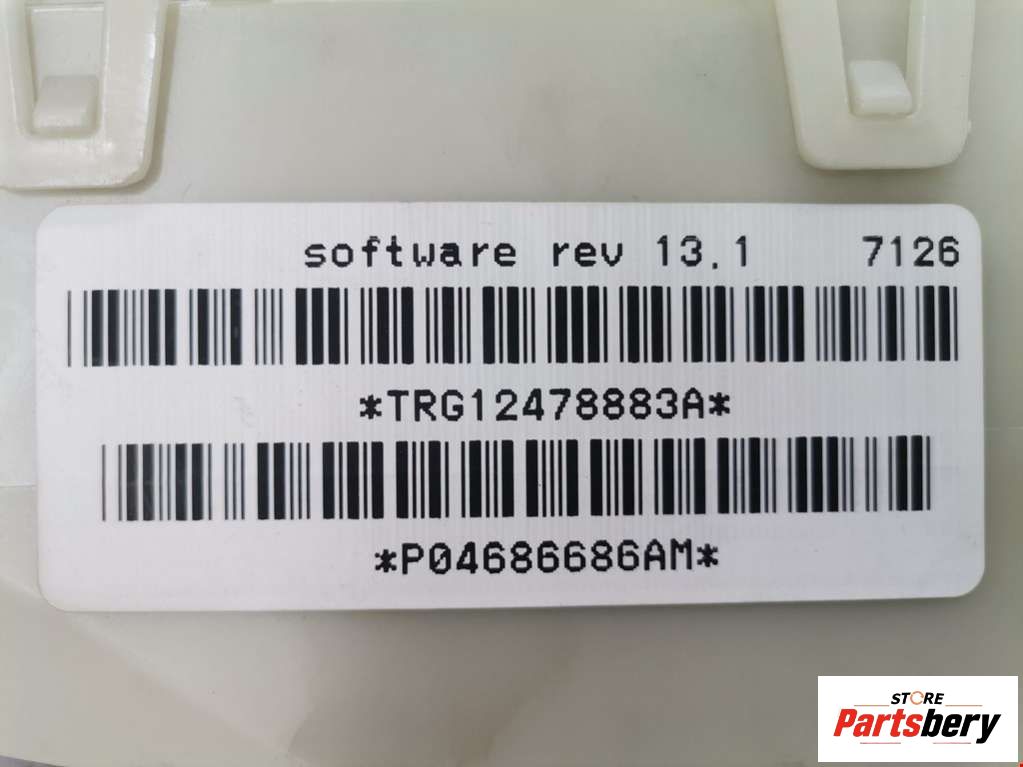 software rev 13.1 7126
*TRG12478883A*
*P04686686AM*
STORE
Partsbery